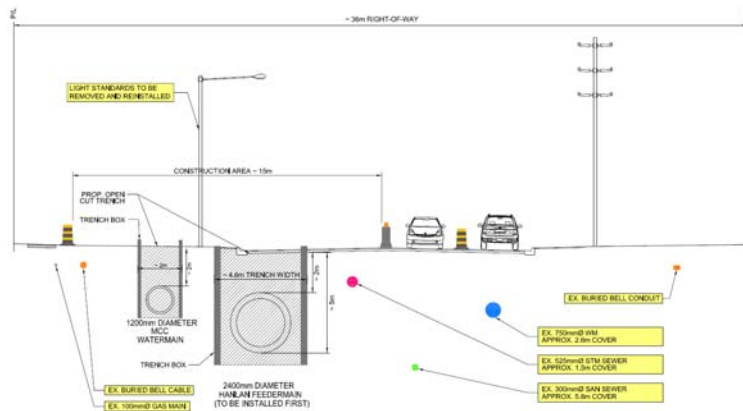 P/L
~ 36m RIGHT-OF-WAY
LIGHT STANDARDS TO BE
REMOVED AND REINSTALLED
CONSTRUCTION AREA ~ 15m
PROP. OPEN
CUT TRENCH
TRENCH BOX
~ 2m
~ 2m
~ 4.6m TRENCH WIDTH
~ 2m
~ 5m
1200mm DIAMETER
MCC
WATERMAIN
TRENCH BOX
2400mm DIAMETER
HANLAN FEEDERMAIN
(TO BE INSTALLED FIRST)
EX. BURIED BELL CABLE
EX. 100mmØ GAS MAIN
EX. BURIED BELL CONDUIT
EX. 750mmØ WM
APPROX. 2.6m COVER
EX. 525mmØ STM SEWER
APPROX. 1.5m COVER
EX. 300mmØ SAN SEWER
APPROX. 5.8m COVER